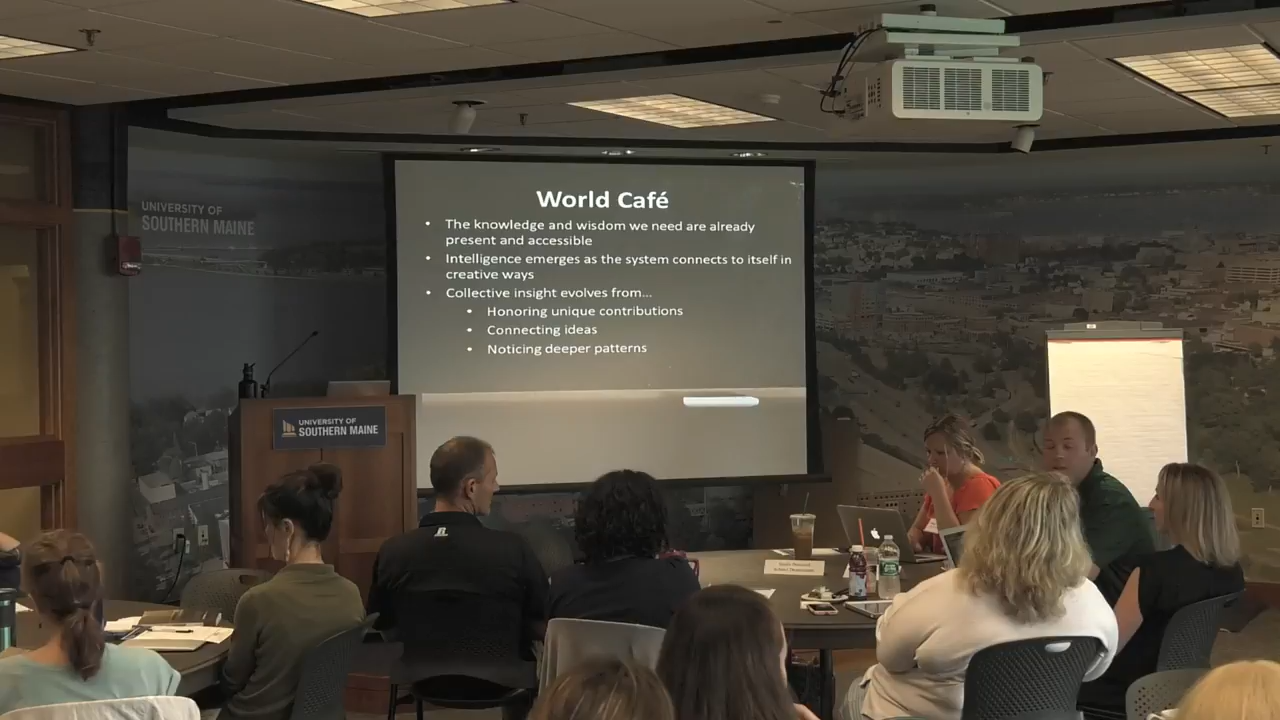 UNIVERSITY OF
SOUTHERN MAINE
World Café
• The knowledge and wisdom we need are already
present and accessible
• Intelligence emerges as the system connects to itself in
creative ways
• Collective insight evolves from...
• Honoring unique contributions
• Connecting ideas
• Noticing deeper patterns
UNIVERSITY OF
SOUTHERN MAINE